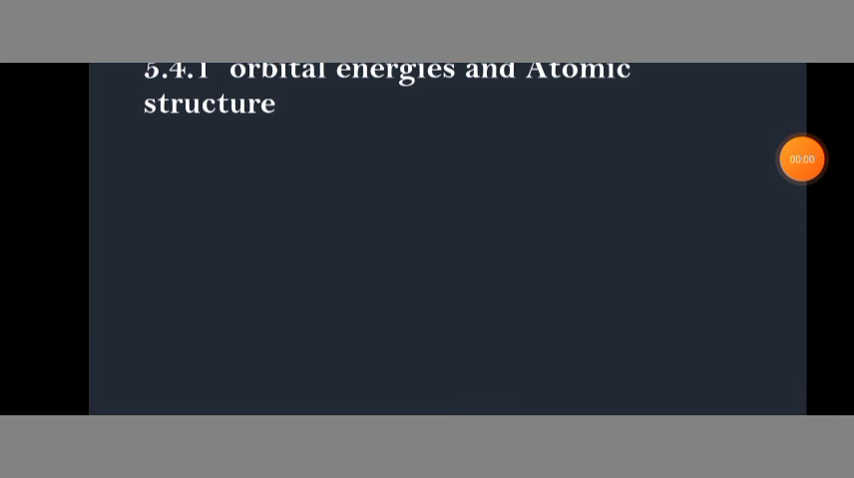 5.4.1 orbital energies and Atomic
structure
00:00